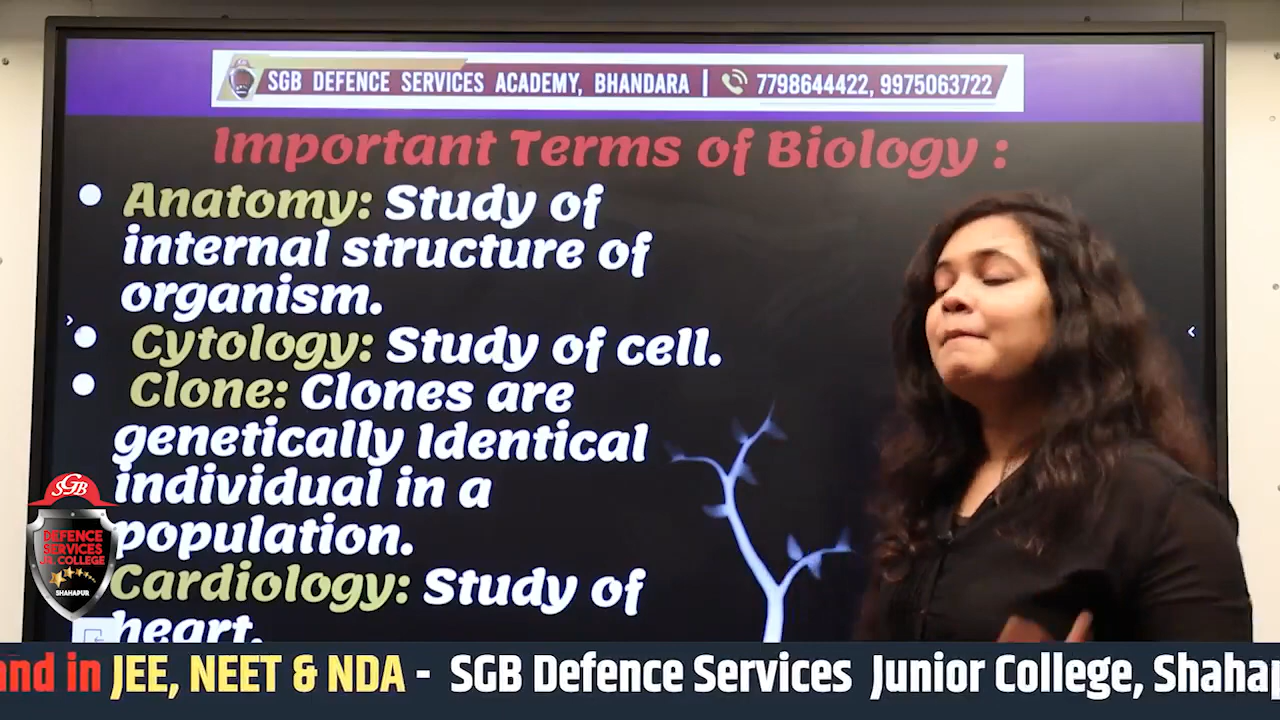 SGB DEFENCE SERVICES ACADEMY, BHANDARA | 7798644422, 9975063722
Important Terms of Biology :
Anatomy: Study of
internal structure of
organism.
Cytology: Study of cell.
Clone: Clones are
genetically Identical
individual in a
population.
Cardiology: Study of
heart.
SGB
DEFENCE
SERVICES
JR. COLLEGE
SHAHAPUR
and in JEE, NEET & NDA - SGB Defence Services Junior College, Shahap